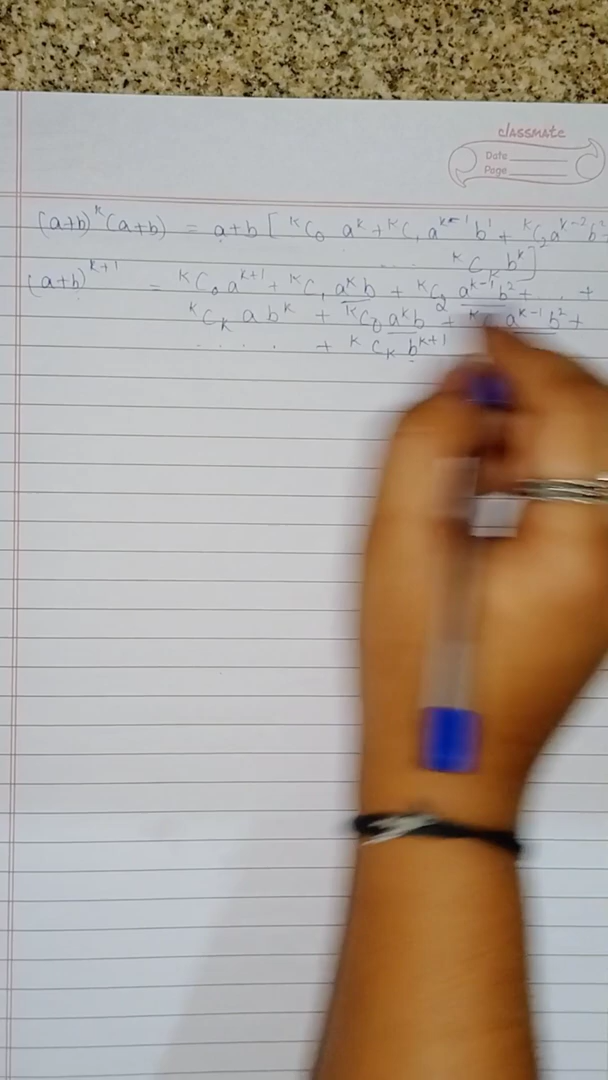 classmate
Date
Page
(a+b)^k (a+b) = a+b [ ^kC_0 a^k + ^kC_1 a^{k-1} b^1 + ^kC_2 a^{k-2} b^2 +
. . . ^kC_k b^k ]
(a+b)^{k+1} = ^kC_0 a^{k+1} + ^kC_1 a^k b + ^kC_2 a^{k-1} b^2 + . . . +
^kC_k a b^k + ^kC_0 a^k b + a^{k-1} b^2 +
. . . . + ^kC_k b^{k+1}